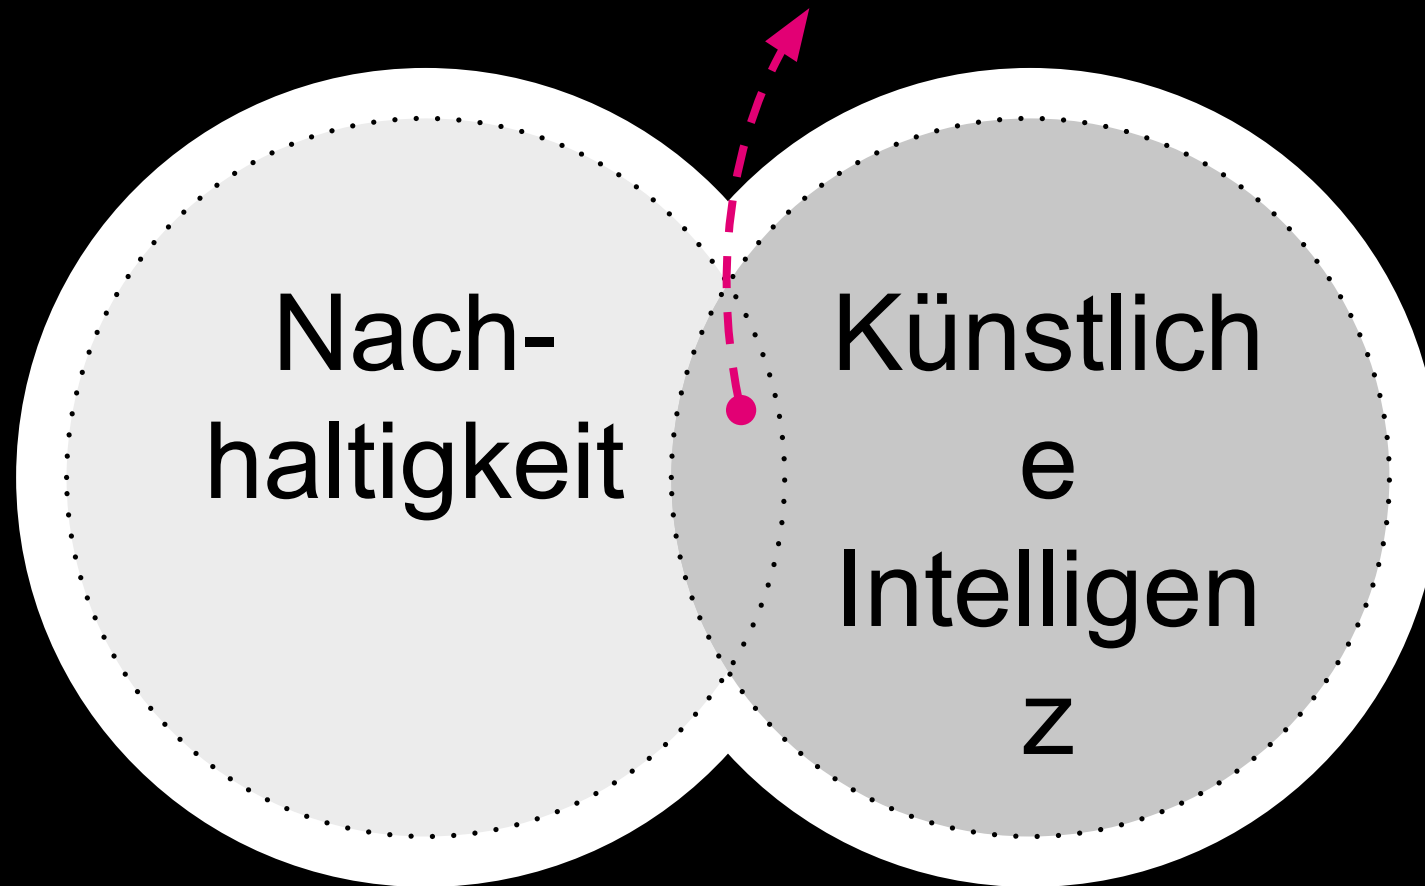 Nach-
haltigkeit
Künstlich
e
Intelligen
z